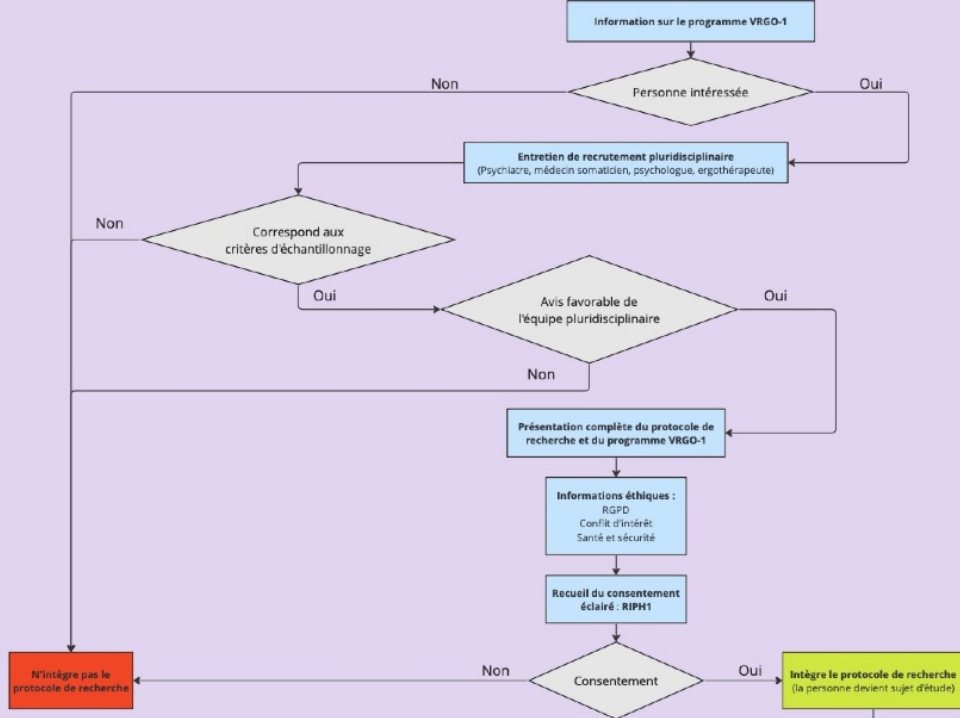 Information sur le programme VRGO-1
Non
Oui
Personne intéressée
Entretien de recrutement pluridisciplinaire
(Psychiatre, médecin somaticien, psychologue, ergothérapeute)
Non
Correspond aux
critères d'échantillonnage
Oui
Avis favorable de
l'équipe pluridisciplinaire
Oui
Non
Présentation complète du protocole de
recherche et du programme VRGO-1
Informations éthiques :
RGPD
Conflit d'intérêt
Santé et sécurité
Recueil du consentement
éclairé : RIPH1
N'intègre pas le
protocole de recherche
Non
Consentement
Oui
Intègre le protocole de recherche
(la personne devient sujet d'étude)